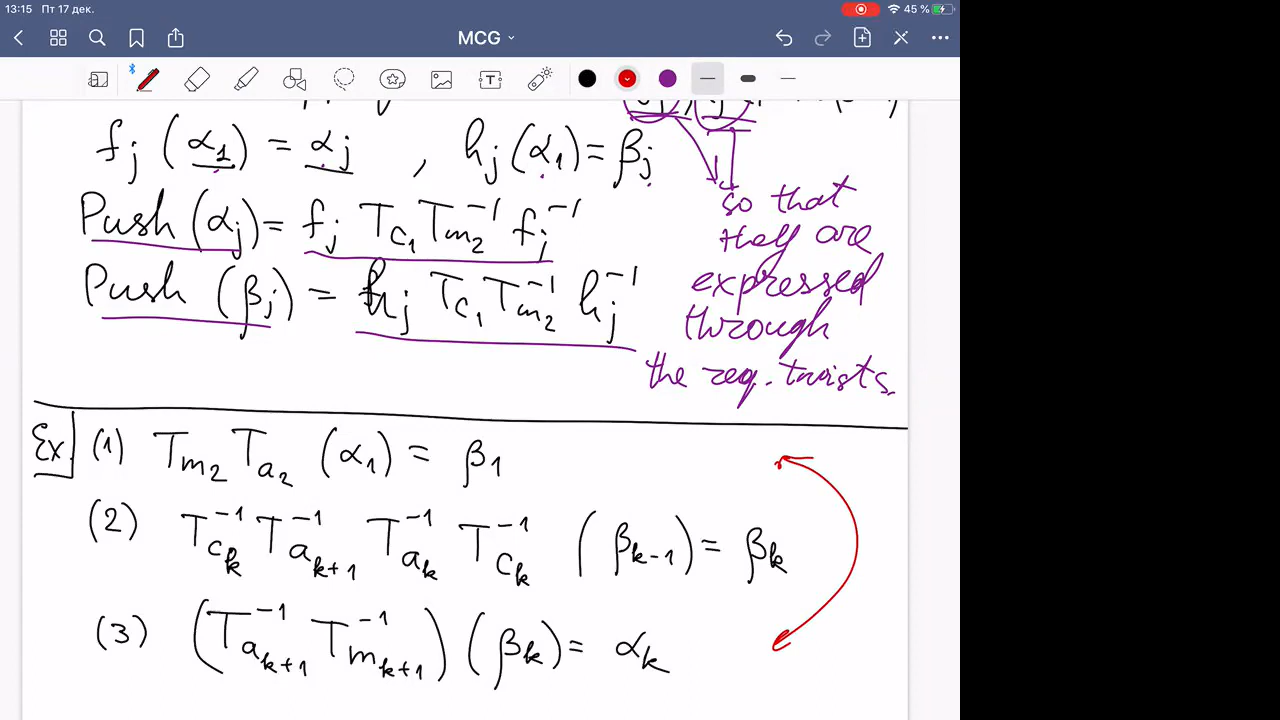 13:15 Пт 17 дек.
45 %
MCG
f_j (α_1) = α_j , h_j (α_1) = β_j
Push (α_j) = f_j T_{c_1} T_{m_2}^{-1} f_j^{-1}
Push (β_j) = h_j T_{c_1} T_{m_2}^{-1} h_j^{-1}
so that
they are
expressed
through
the req. twists.
Ex. (1) T_{m_2} T_{a_2} (α_1) = β_1
(2) T_{c_k}^{-1} T_{a_{k+1}}^{-1} T_{a_k}^{-1} T_{c_k}^{-1} (β_{k-1}) = β_k
(3) (T_{a_{k+1}}^{-1} T_{m_{k+1}}^{-1}) (β_k) = α_k